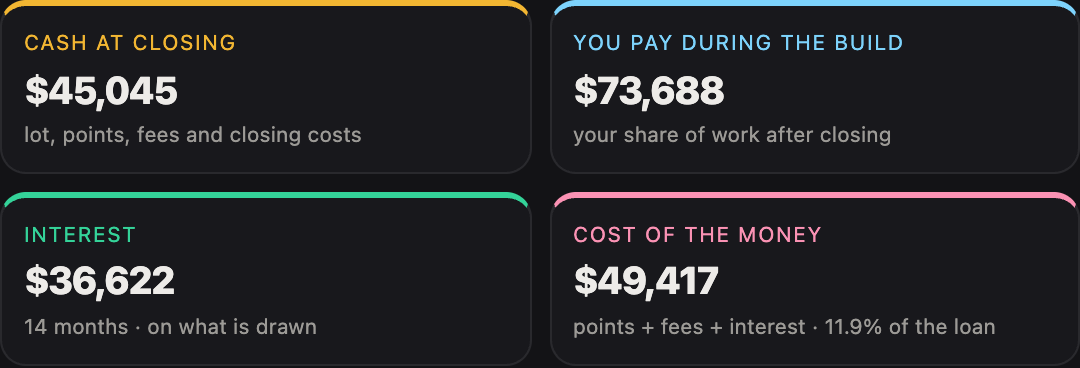 CASH AT CLOSING
$45,045
lot, points, fees and closing costs
YOU PAY DURING THE BUILD
$73,688
your share of work after closing
INTEREST
$36,622
14 months · on what is drawn
COST OF THE MONEY
$49,417
points + fees + interest · 11.9% of the loan